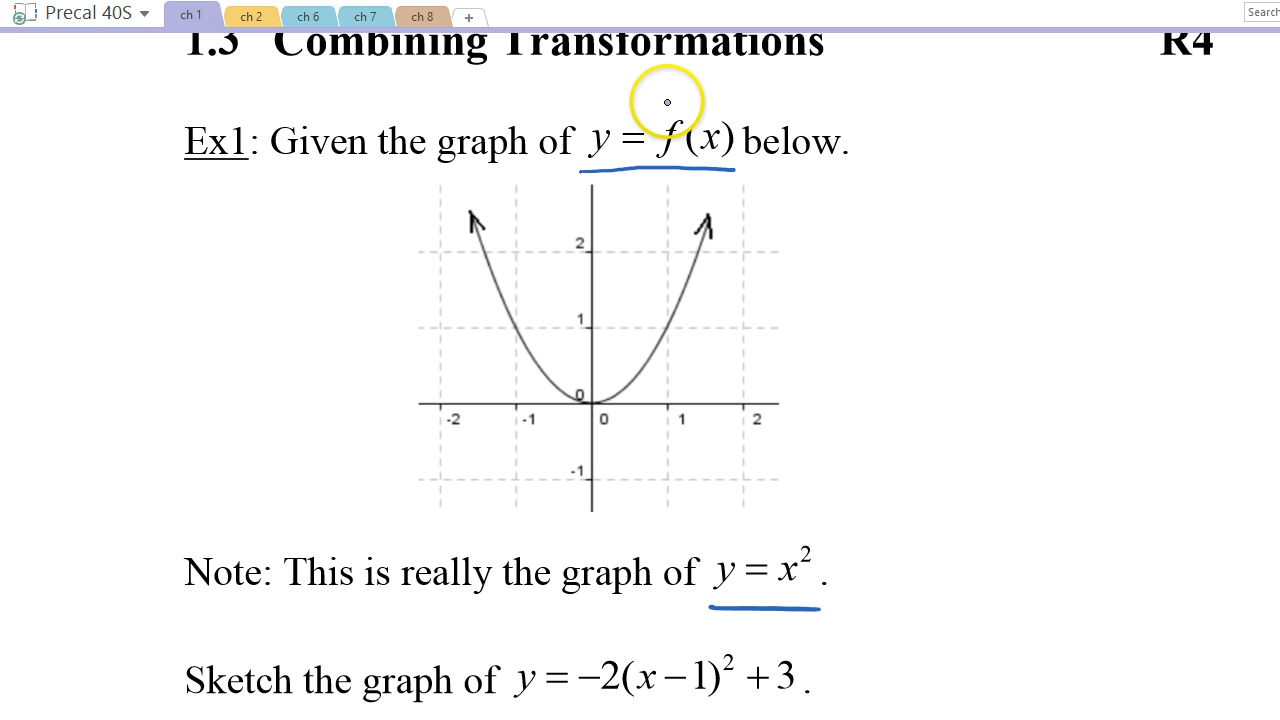 Precal 40S ch 1 ch 2 ch 6 ch 7 ch 8 + Search
1.3 Combining Transformations R4
Ex1: Given the graph of y = f(x) below.
2
1
0
-2 -1 0 1 2
-1
Note: This is really the graph of y = x².
Sketch the graph of y = −2(x − 1)² + 3.